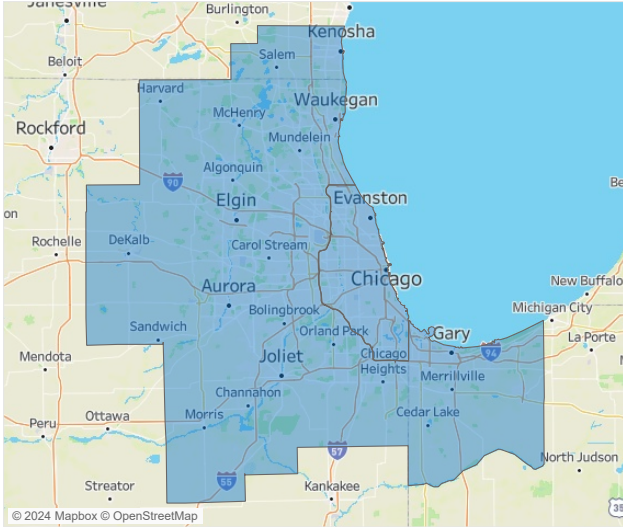 Janesville
Burlington
Kenosha
Beloit
Salem
Harvard
Waukegan
McHenry
Rockford
Mundelein
Algonquin
90
Be
Elgin
Evanston
on
Rochelle
DeKalb
Carol Stream
Chicago
New Buffalo
Aurora
Bolingbrook
Michigan City
Sandwich
Orland Park
Gary
La Porte
Mendota
Joliet
Chicago
Heights
94
Merrillville
Channahon
Morris
Cedar Lake
Peru
Ottawa
57
North Judson
Streator
55
Kankakee
35
© 2024 Mapbox © OpenStreetMap